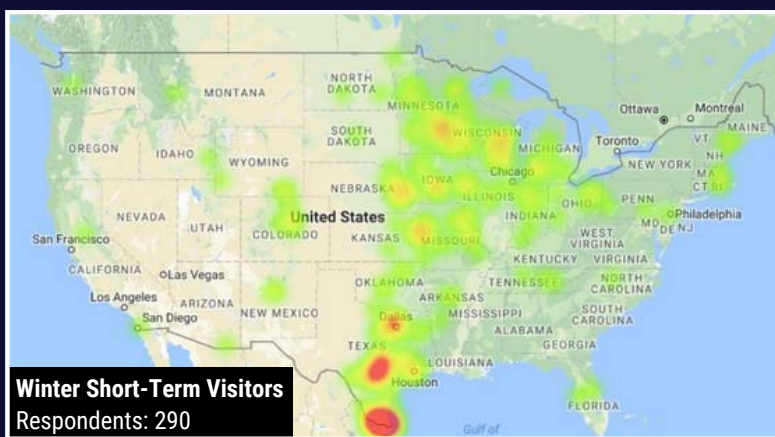 Ottawa
Montreal
WASHINGTON
NORTH
DAKOTA
MONTANA
MINNESOTA
MAINE
Toronto
VT
SOUTH
DAKOTA
WISCONSIN
MICHIGAN
NH
OREGON
IDAHO
WYOMING
NEW YORK
MA
Chicago
CT RI
NEBRASKA
IOWA
ILLINOIS
INDIANA
OHIO
PENN
NEVADA
United States
Philadelphia
UTAH
COLORADO
KANSAS
MISSOURI
MD
DE NJ
WEST
VIRGINIA
San Francisco
KENTUCKY
VIRGINIA
CALIFORNIA
Las Vegas
OKLAHOMA
TENNESSEE
NORTH
CAROLINA
ARKANSAS
Los Angeles
ARIZONA
NEW MEXICO
San Diego
Dallas
MISSISSIPPI
SOUTH
CAROLINA
ALABAMA
TEXAS
GEORGIA
LOUISIANA
Houston
Winter Short-Term Visitors
Respondents: 290
FLORIDA
Gulf of